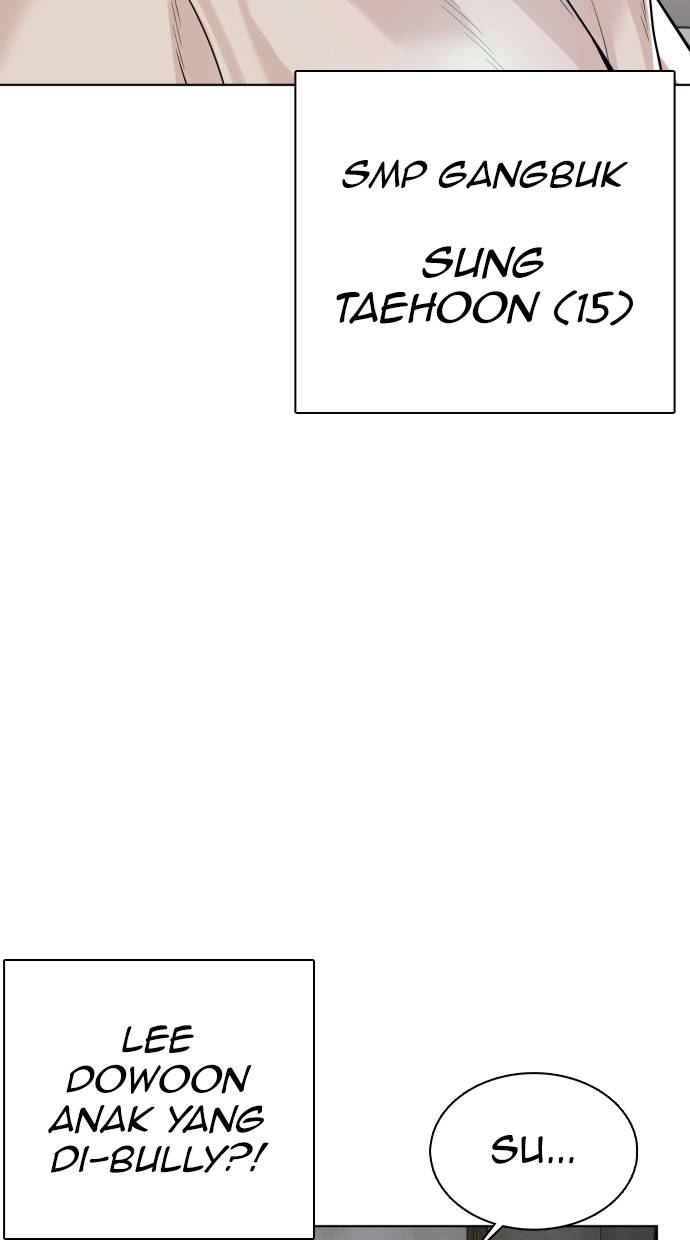 SMP GANGBUK
SUNG
TAEHOON (15)
LEE
DOWOON
ANAK YANG
DI-BULLY?!
SU...